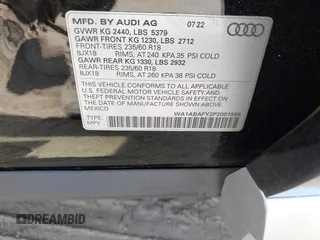 MFD. BY AUDI AG 07/22
GVWR KG 2440, LBS 5379
GAWR FRONT KG 1230, LBS 2712
FRONT-TIRES 235/60 R18
8JX18 RIMS, AT 240 KPA 35 PSI COLD
GAWR REAR KG 1330, LBS 2932
REAR-TIRES 235/60 R18
8JX18 RIMS, AT 260 KPA 38 PSI COLD
THIS VEHICLE CONFORMS TO ALL APPLICABLE
U.S. FEDERAL MOTOR VEHICLE SAFETY AND
THEFT PREVENTION STANDARDS IN EFFECT ON
THE DATE OF MANUFACTURE SHOWN ABOVE
MEXICO
TYPE:
MPV
DREAMBID